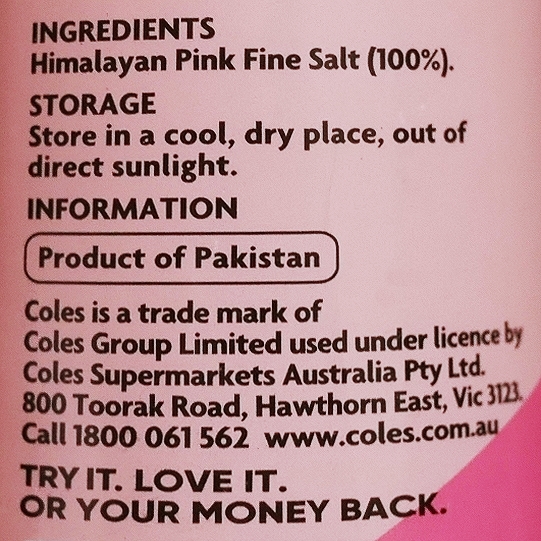 INGREDIENTS
Himalayan Pink Fine Salt (100%).
STORAGE
Store in a cool, dry place, out of
direct sunlight.
INFORMATION
Product of Pakistan
Coles is a trade mark of
Coles Group Limited used under licence by
Coles Supermarkets Australia Pty Ltd.
800 Toorak Road, Hawthorn East, Vic 3123.
Call 1800 061 562 www.coles.com.au
TRY IT. LOVE IT.
OR YOUR MONEY BACK.